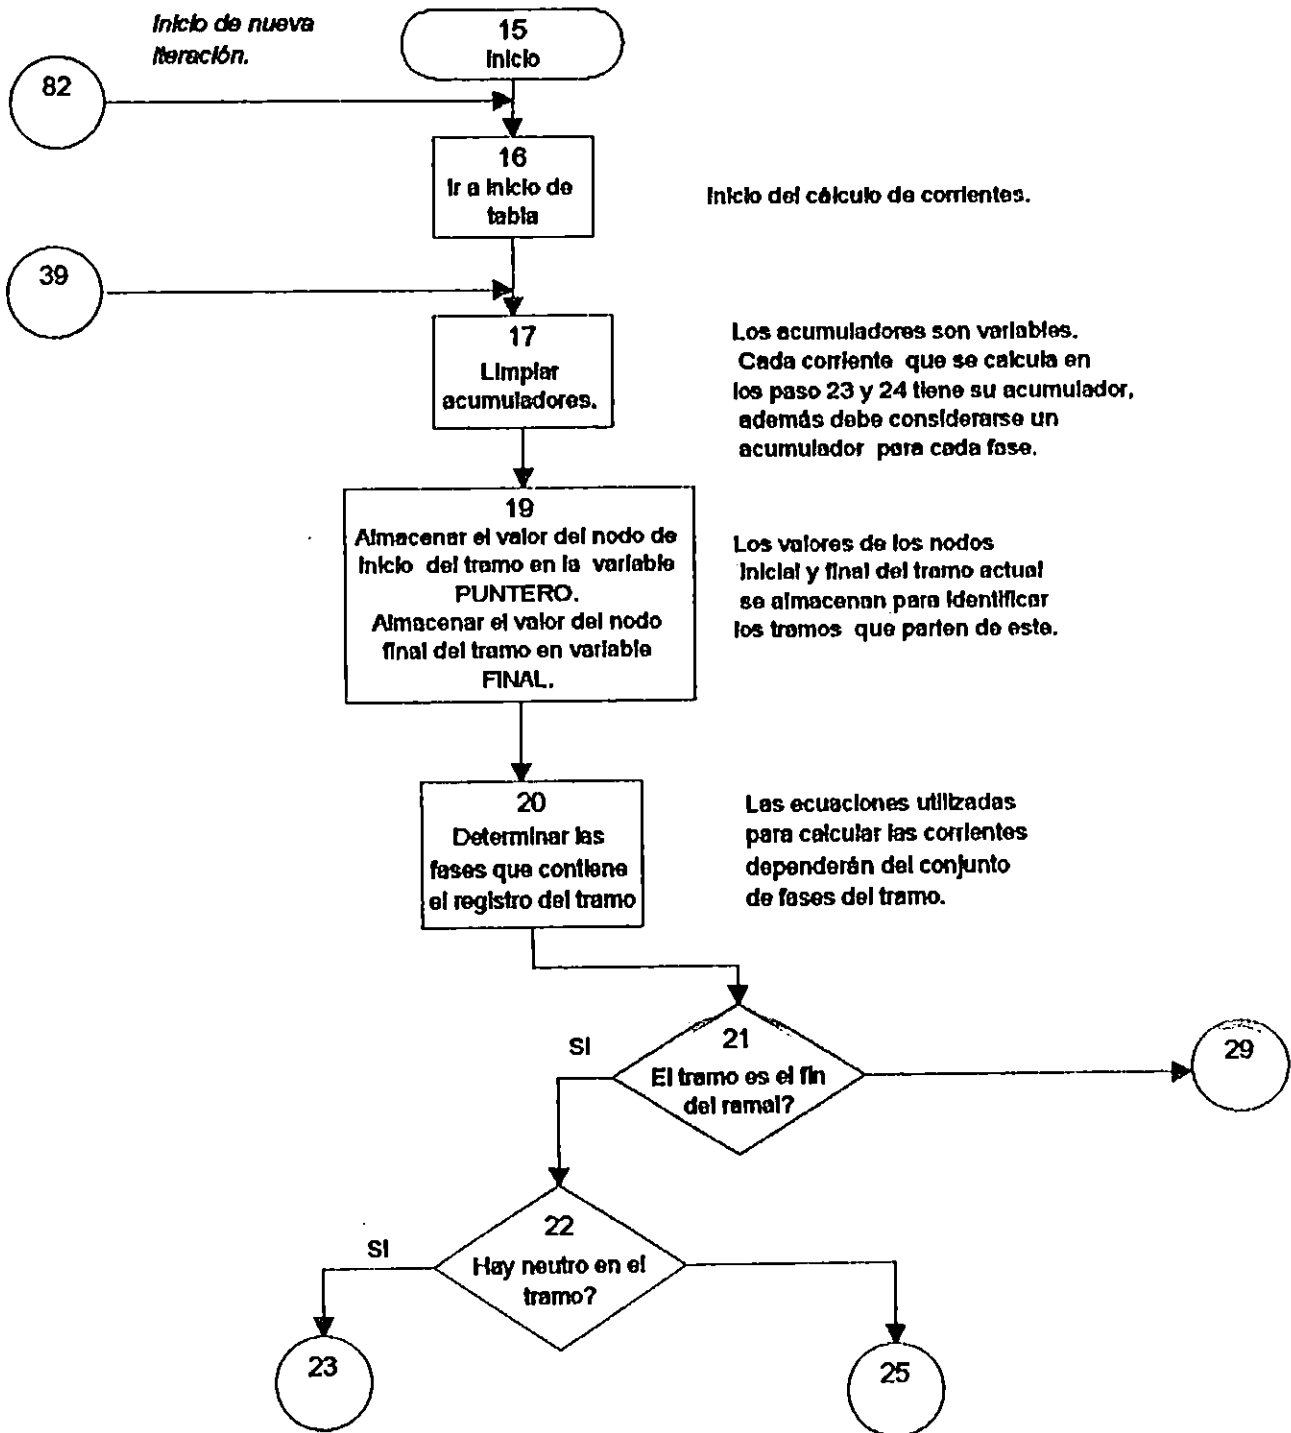 Inicio de nueva
iteración.
15
Inicio
82
16
Ir a inicio de
tabla
Inicio del cálculo de corrientes.
39
17
Limpiar
acumuladores.
Los acumuladores son variables.
Cada corriente que se calcula en
los paso 23 y 24 tiene su acumulador,
además debe considerarse un
acumulador para cada fase.
19
Almacenar el valor del nodo de
inicio del tramo en la variable
PUNTERO.
Almacenar el valor del nodo
final del tramo en variable
FINAL.
Los valores de los nodos
inicial y final del tramo actual
se almacenan para identificar
los tramos que parten de este.
20
Determinar las
fases que contiene
el registro del tramo
Las ecuaciones utilizadas
para calcular las corrientes
dependerán del conjunto
de fases del tramo.
21
El tramo es el fin
del ramal?
SI
29
22
Hay neutro en el
tramo?
SI
23
25